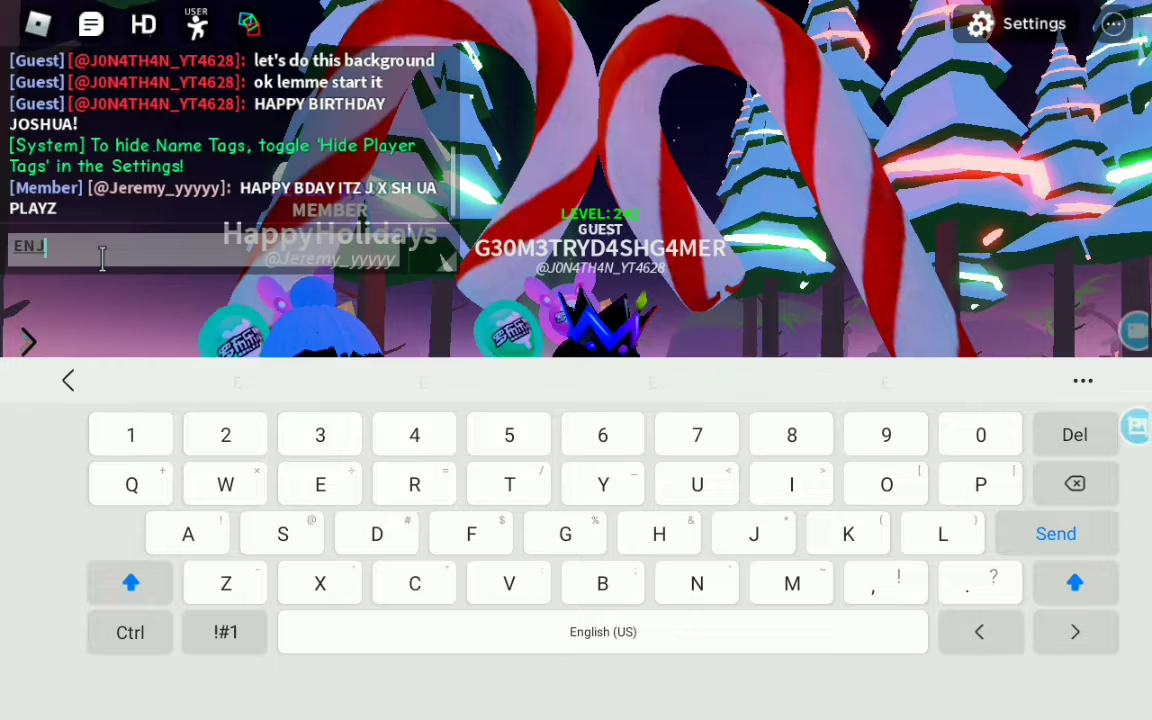 HD
USER
Settings
[Guest] [@J0N4TH4N_YT4628]: let's do this background
[Guest] [@J0N4TH4N_YT4628]: ok lemme start it
[Guest] [@J0N4TH4N_YT4628]: HAPPY BIRTHDAY
JOSHUA!
[System] To hide Name Tags, toggle 'Hide Player
Tags' in the Settings!
[Member] [@Jeremy_yyyyy]: HAPPY BDAY ITZ J X SH UA
PLAYZ
MEMBER
HappyHolidays
@Jeremy_yyyyy
LEVEL: 242
GUEST
G30M3TRYD4SHG4MER
@J0N4TH4N_YT4628
ENJ
E E E E
1 2 3 4 5 6 7 8 9 0 Del
Q + W × E ÷ R = T / Y _ U < I > O [ P ]
A ! S @ D # F $ G % H & J * K ( L ) Send
Z - X ' C " V : B ; N ` M ~ , ! . ?
Ctrl !#1 English (US) < >